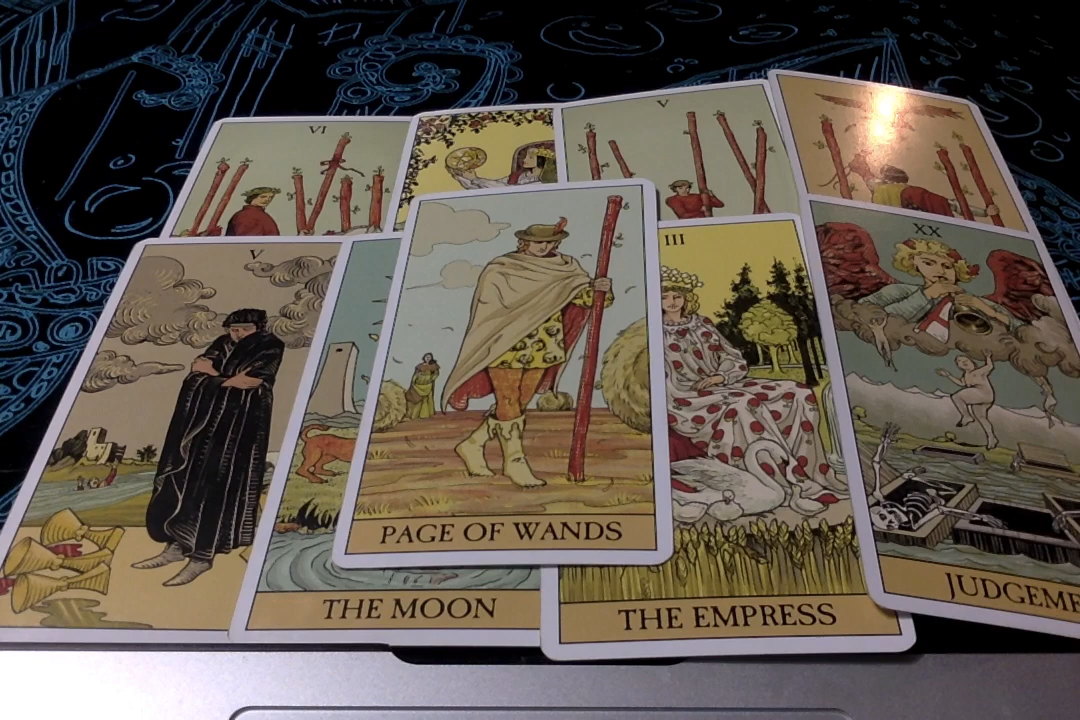 VI
V
V
III
XX
PAGE OF WANDS
THE MOON
THE EMPRESS
JUDGEME